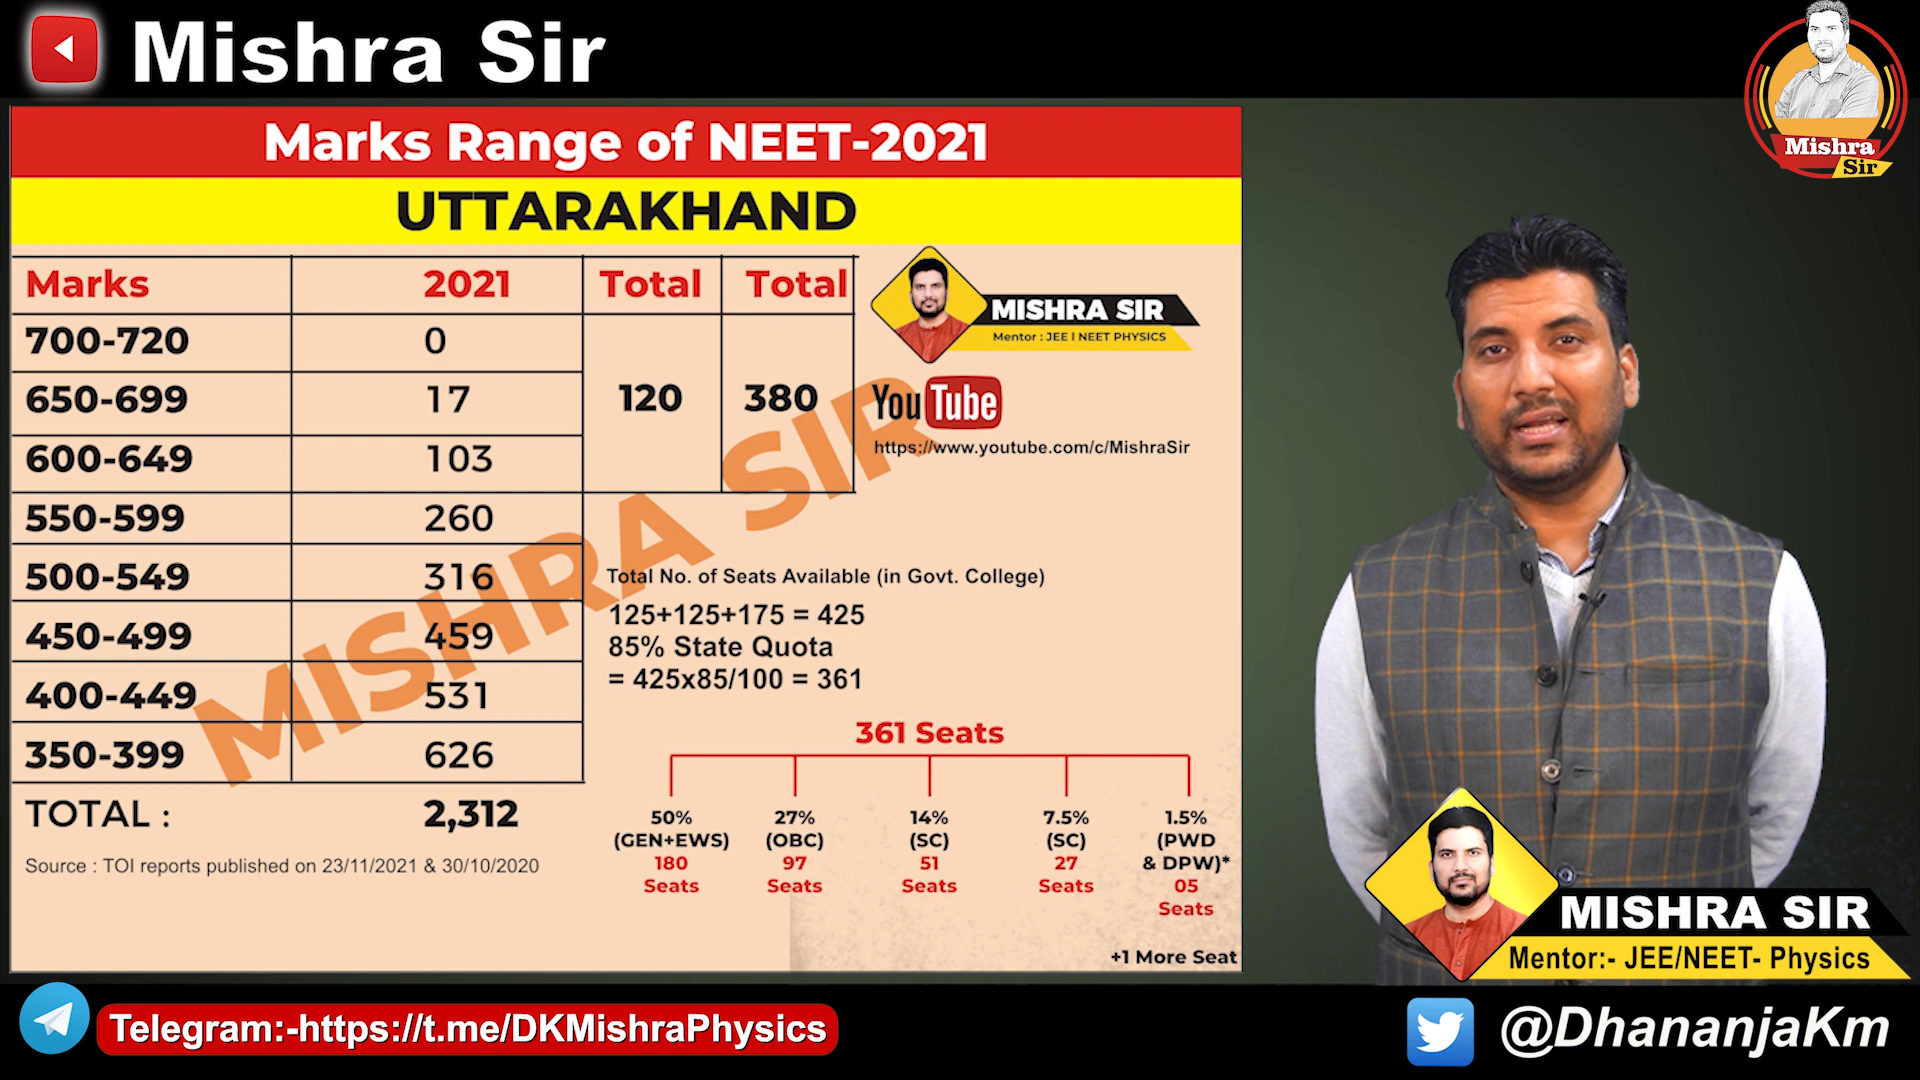 Mishra Sir
Mishra
Sir
Marks Range of NEET-2021
UTTARAKHAND
Marks 2021 Total Total
700-720 0
650-699 17 120 380
600-649 103
550-599 260
500-549 316
450-499 459
400-449 531
350-399 626
TOTAL : 2,312
Source : TOI reports published on 23/11/2021 & 30/10/2020
MISHRA SIR
Mentor : JEE I NEET PHYSICS
YouTube
https://www.youtube.com/c/MishraSir
MISHRA SIR
Total No. of Seats Available (in Govt. College)
125+125+175 = 425
85% State Quota
= 425x85/100 = 361
361 Seats
50% 27% 14% 7.5% 1.5%
(GEN+EWS) (OBC) (SC) (SC) (PWD
180 97 51 27 & DPW)*
Seats Seats Seats Seats 05
Seats
+1 More Seat
MISHRA SIR
Mentor:- JEE/NEET- Physics
Telegram:-https://t.me/DKMishraPhysics
@DhananjaKm